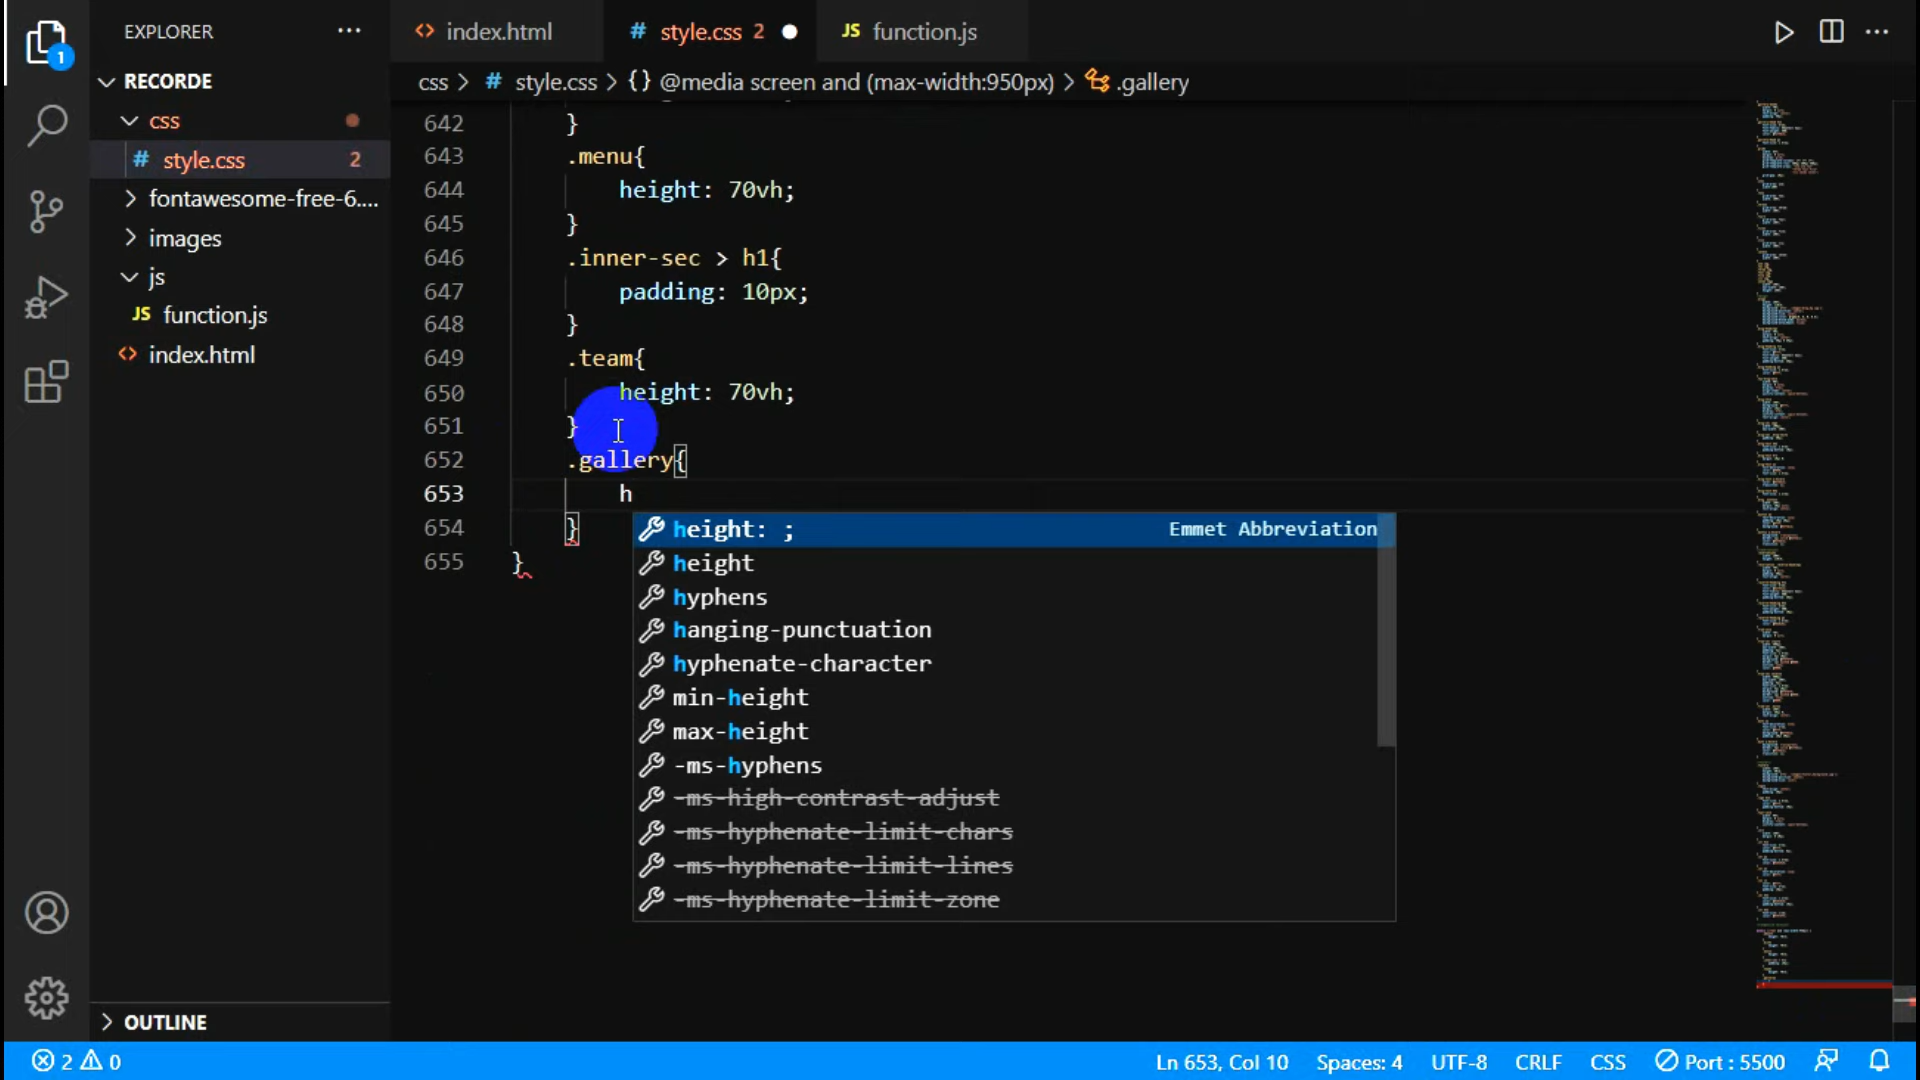 EXPLORER
RECORDE
css
# style.css 2
fontawesome-free-6....
images
js
JS function.js
<> index.html
OUTLINE
1
<> index.html
# style.css 2
JS function.js
css > # style.css > {} @media screen and (max-width:950px) > .gallery
642 }
643 .menu{
644 height: 70vh;
645 }
646 .inner-sec > h1{
647 padding: 10px;
648 }
649 .team{
650 height: 70vh;
651 }
652 .gallery{
653 h
654 }
655 }
height: ; Emmet Abbreviation
height
hyphens
hanging-punctuation
hyphenate-character
min-height
max-height
-ms-hyphens
-ms-high-contrast-adjust
-ms-hyphenate-limit-chars
-ms-hyphenate-limit-lines
-ms-hyphenate-limit-zone
2 0
Ln 653, Col 10 Spaces: 4 UTF-8 CRLF CSS Port : 5500